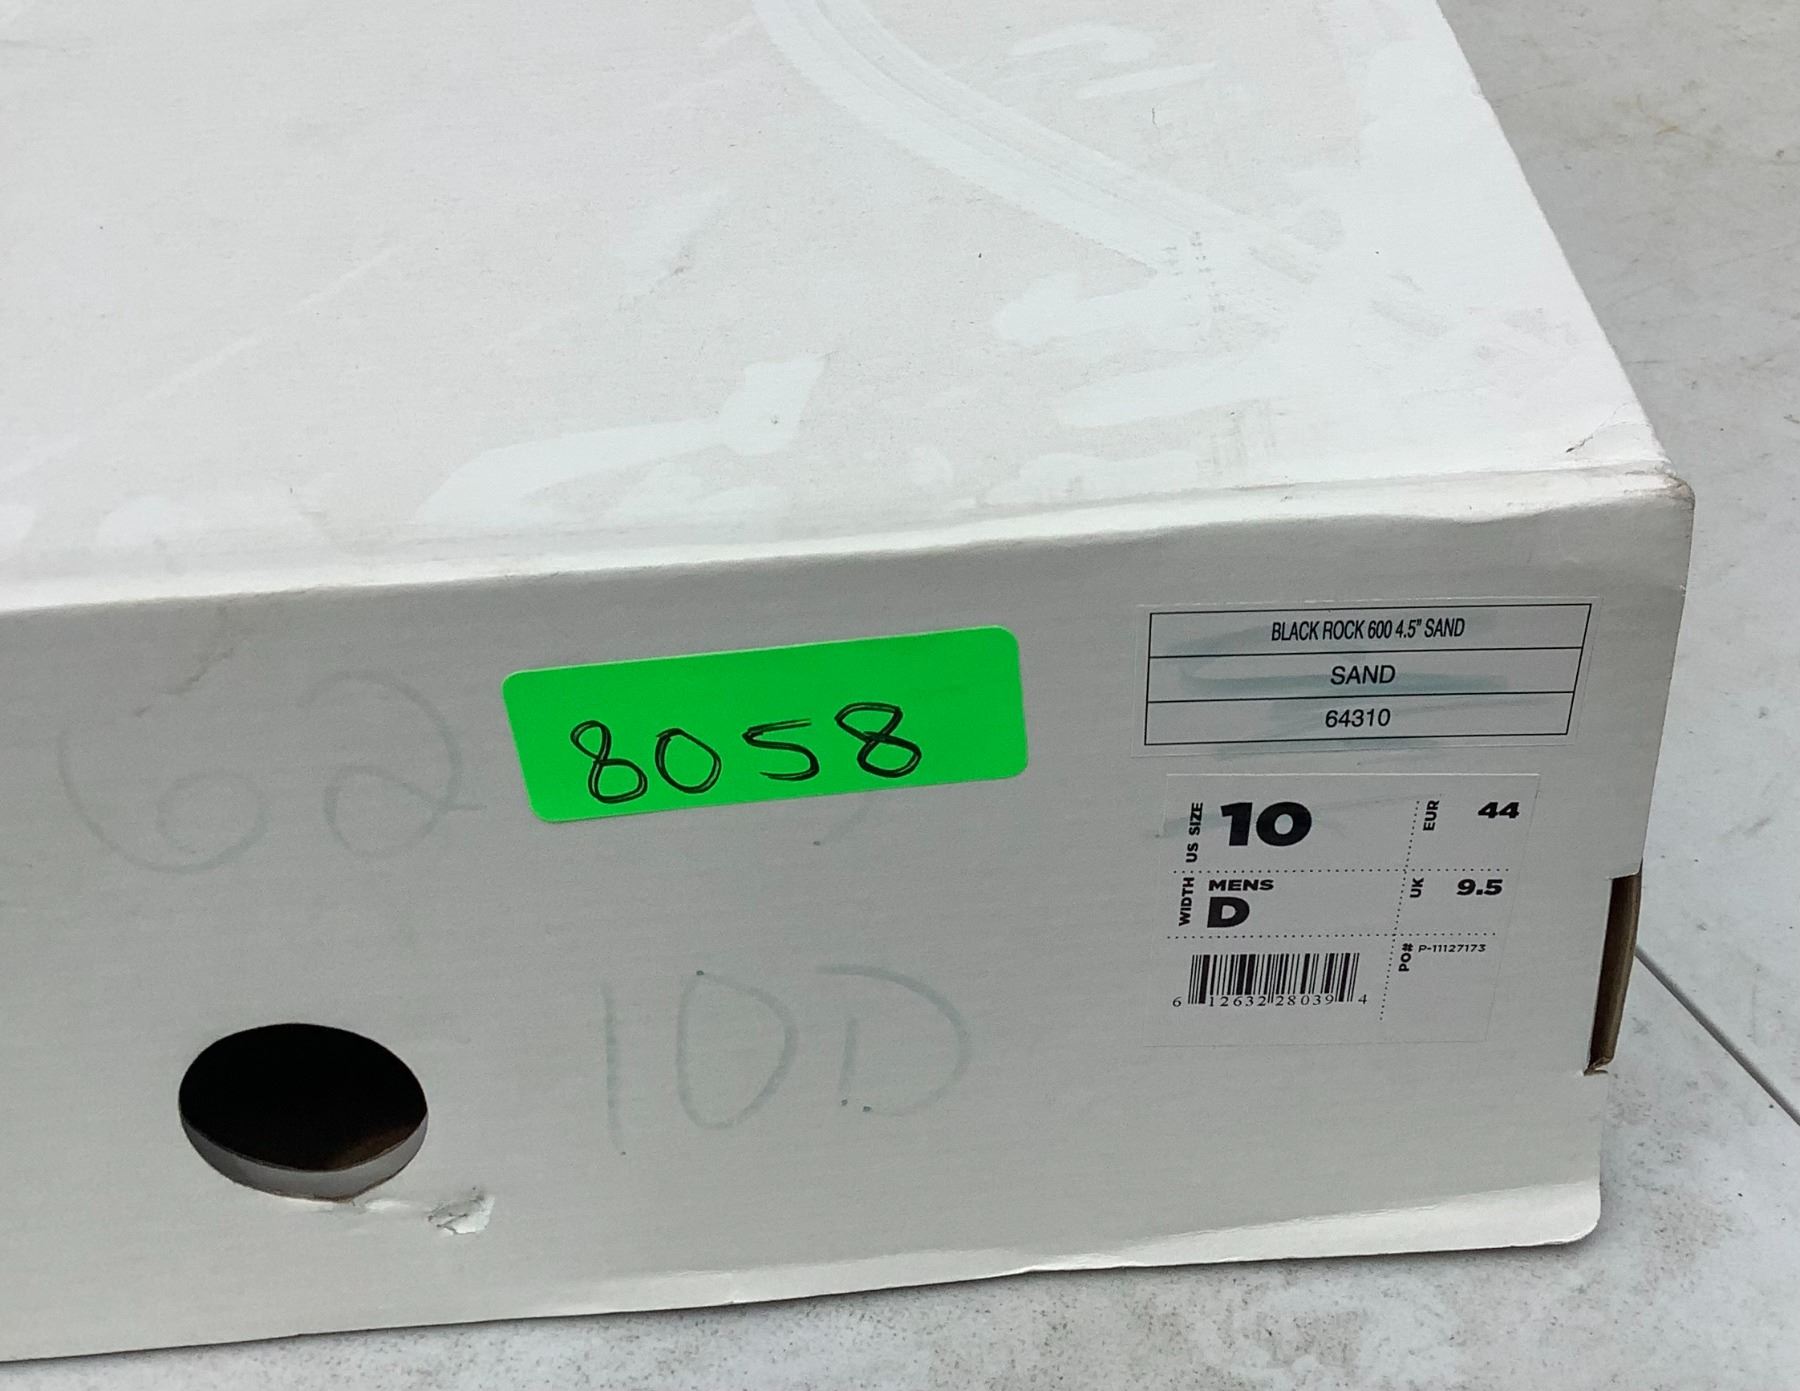 8058
BLACK ROCK 600 4.5" SAND
SAND
64310
US SIZE 10
EUR 44
WIDTH MENS D
UK 9.5
PO# P-11127173
6 12632 28039 4
62
10D